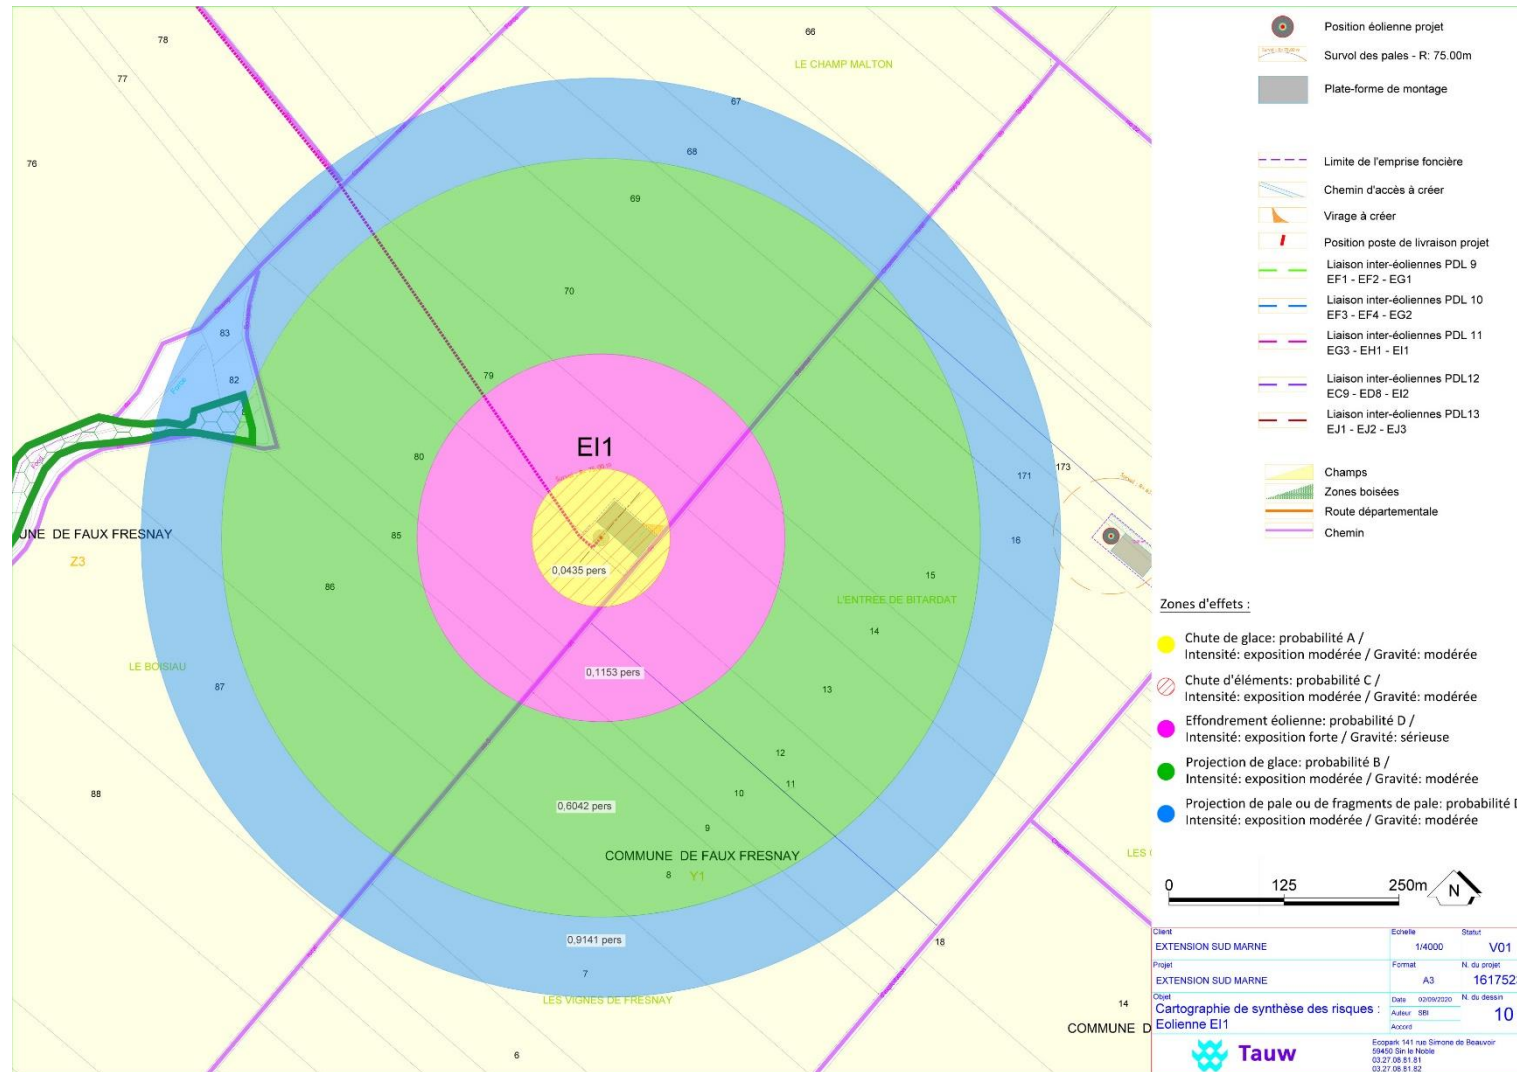 78
66
LE CHAMP MALTON
77
67
76
68
69
70
83
79
82
EI1
80
171
173
UNE DE FAUX FRESNAY
85
16
Z3
0,0435 pers
15
86
L'ENTREE DE BITARDAT
14
LE BOISIAU
0,1153 pers
87
13
12
11
88
10
0,6042 pers
9
COMMUNE DE FAUX FRESNAY
8
Y1
LES
0,9141 pers
18
7
LES VIGNES DE FRESNAY
14
COMMUNE D
6
Position éolienne projet
Survol des pales - R: 75.00m
Plate-forme de montage
Limite de l'emprise foncière
Chemin d'accès à créer
Virage à créer
Position poste de livraison projet
Liaison inter-éoliennes PDL 9
EF1 - EF2 - EG1
Liaison inter-éoliennes PDL 10
EF3 - EF4 - EG2
Liaison inter-éoliennes PDL 11
EG3 - EH1 - EI1
Liaison inter-éoliennes PDL12
EC9 - ED8 - EI2
Liaison inter-éoliennes PDL13
EJ1 - EJ2 - EJ3
Champs
Zones boisées
Route départementale
Chemin
Zones d'effets :
Chute de glace: probabilité A /
Intensité: exposition modérée / Gravité: modérée
Chute d'éléments: probabilité C /
Intensité: exposition modérée / Gravité: modérée
Effondrement éolienne: probabilité D /
Intensité: exposition forte / Gravité: sérieuse
Projection de glace: probabilité B /
Intensité: exposition modérée / Gravité: modérée
Projection de pale ou de fragments de pale: probabilité D
Intensité: exposition modérée / Gravité: modérée
0 125 250m N
Client Echelle Statut
EXTENSION SUD MARNE 1/4000 V01
Projet Format N. du projet
EXTENSION SUD MARNE A3 161752
Objet Date 02/09/2020 N. du dessin
Cartographie de synthèse des risques :
Eolienne EI1
Auteur SBI 10
Accord
Tauw
Ecopark 141 rue Simone de Beauvoir
59450 Sin le Noble
03.27.08.81.81
03.27.08.81.82